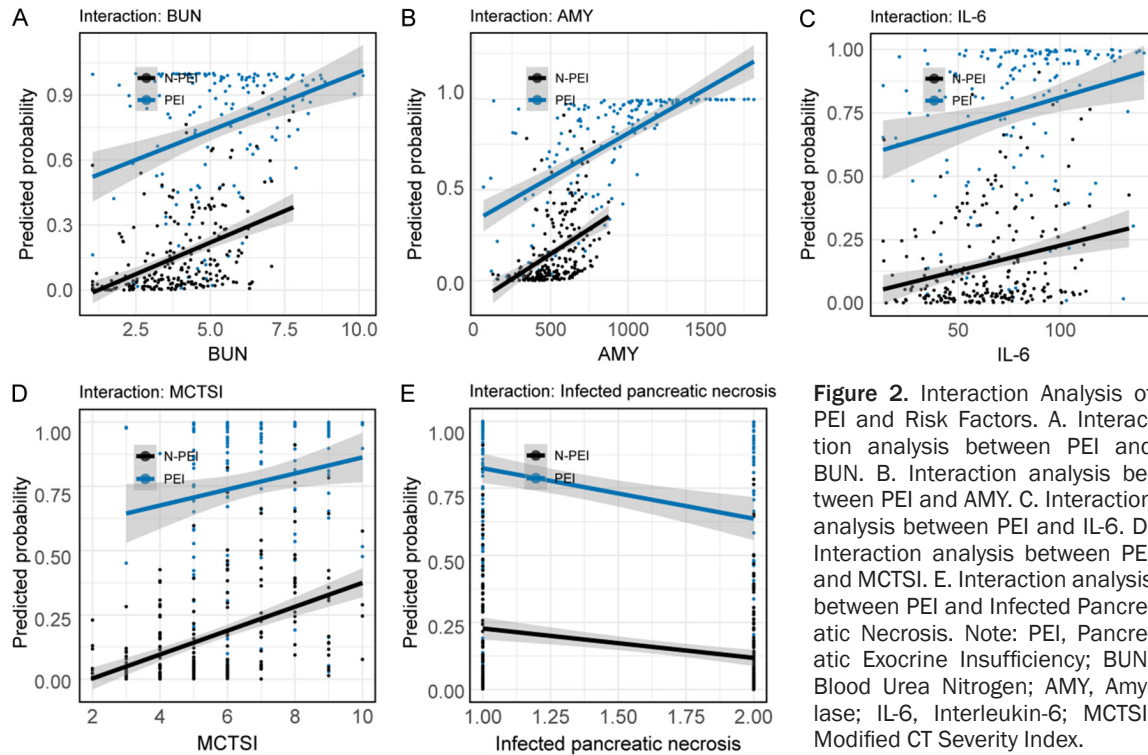 A
Interaction: BUN
N-PEI
PEI
Predicted probability
0.9
0.6
0.3
0.0
2.5
5.0
7.5
10.0
BUN
B
Interaction: AMY
N-PEI
PEI
Predicted probability
1.0
0.5
0.0
0
500
1000
1500
AMY
C
Interaction: IL-6
N-PEI
PEI
Predicted probability
1.00
0.75
0.50
0.25
0.00
50
100
IL-6
D
Interaction: MCTSI
N-PEI
PEI
Predicted probability
1.00
0.75
0.50
0.25
0.00
2
4
6
8
10
MCTSI
E
Interaction: Infected pancreatic necrosis
N-PEI
PEI
Predicted probability
1.00
0.75
0.50
0.25
0.00
1.00
1.25
1.50
1.75
2.00
Infected pancreatic necrosis
Figure 2. Interaction Analysis of
PEI and Risk Factors. A. Interac-
tion analysis between PEI and
BUN. B. Interaction analysis be-
tween PEI and AMY. C. Interaction
analysis between PEI and IL-6. D.
Interaction analysis between PEI
and MCTSI. E. Interaction analysis
between PEI and Infected Pancre-
atic Necrosis. Note: PEI, Pancre-
atic Exocrine Insufficiency; BUN,
Blood Urea Nitrogen; AMY, Amy-
lase; IL-6, Interleukin-6; MCTSI,
Modified CT Severity Index.